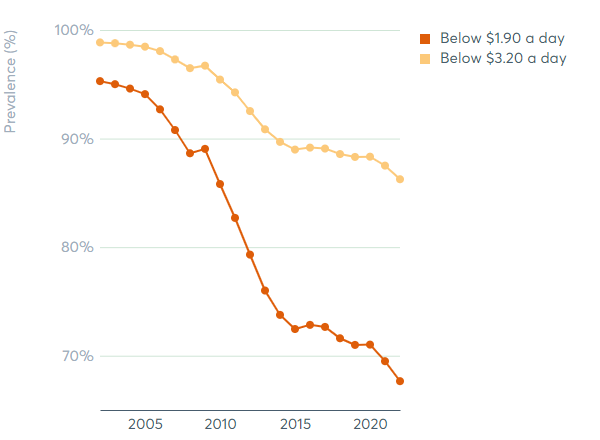 Prevalence (%)
100%
90%
80%
70%
2005 2010 2015 2020
Below $1.90 a day
Below $3.20 a day